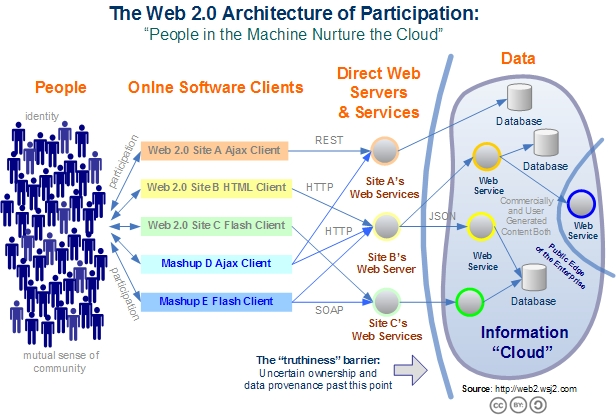 The Web 2.0 Architecture of Participation:
“People in the Machine Nurture the Cloud”
People
Onlne Software Clients
Direct Web
Servers
& Services
Data
identity
participation
participation
mutual sense of
community
Web 2.0 Site A Ajax Client
Web 2.0 Site B HTML Client
Web 2.0 Site C Flash Client
Mashup D Ajax Client
Mashup E Flash Client
REST
HTTP
HTTP
SOAP
JSON
Site A's
Web Services
Site B's
Web Server
Site C's
Web Services
Database
Database
Web
Service
Commercially
and User
Generated
Content Both
Web
Service
Web
Service
Public Edge
of the Enterprise
Database
Information
“Cloud”
The “truthiness” barrier:
Uncertain ownership and
data provenance past this point
Source: http://web2.wsj2.com
CC BY: